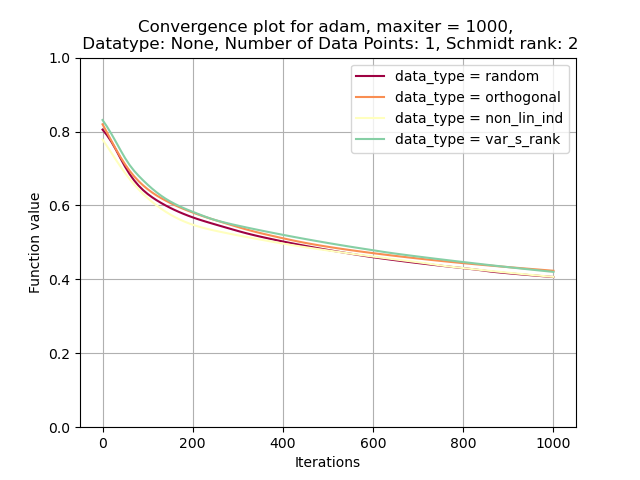 Convergence plot for adam, maxiter = 1000,
Datatype: None, Number of Data Points: 1, Schmidt rank: 2
data_type = random
data_type = orthogonal
data_type = non_lin_ind
data_type = var_s_rank
Function value
1.0
0.8
0.6
0.4
0.2
0.0
0 200 400 600 800 1000
Iterations